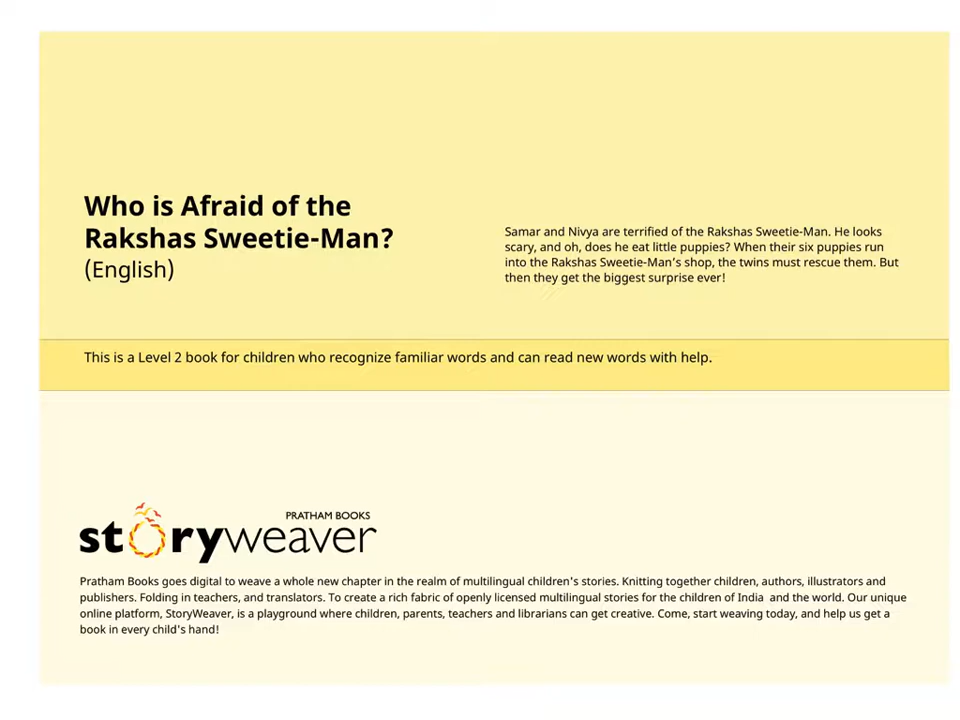 Who is Afraid of the
Rakshas Sweetie-Man?
(English)
Samar and Nivya are terrified of the Rakshas Sweetie-Man. He looks
scary, and oh, does he eat little puppies? When their six puppies run
into the Rakshas Sweetie-Man's shop, the twins must rescue them. But
then they get the biggest surprise ever!
This is a Level 2 book for children who recognize familiar words and can read new words with help.
PRATHAM BOOKS
storyweaver
Pratham Books goes digital to weave a whole new chapter in the realm of multilingual children's stories. Knitting together children, authors, illustrators and
publishers. Folding in teachers, and translators. To create a rich fabric of openly licensed multilingual stories for the children of India and the world. Our unique
online platform, StoryWeaver, is a playground where children, parents, teachers and librarians can get creative. Come, start weaving today, and help us get a
book in every child's hand!